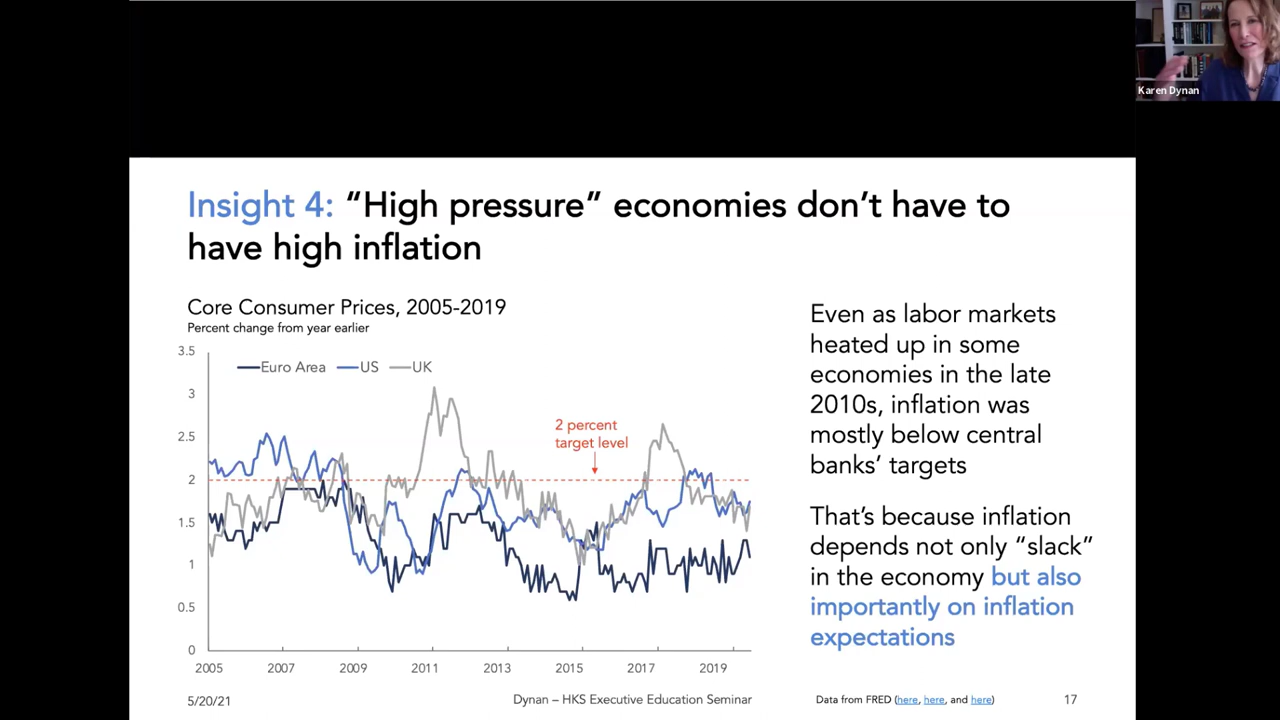 Karen Dynan
Insight 4: “High pressure” economies don’t have to
have high inflation
Core Consumer Prices, 2005-2019
Percent change from year earlier
3.5
3
2.5
2
1.5
1
0.5
0
Euro Area US UK
2 percent
target level
2005 2007 2009 2011 2013 2015 2017 2019
Even as labor markets
heated up in some
economies in the late
2010s, inflation was
mostly below central
banks’ targets
That’s because inflation
depends not only “slack”
in the economy but also
importantly on inflation
expectations
5/20/21
Dynan – HKS Executive Education Seminar
Data from FRED (here, here, and here)
17